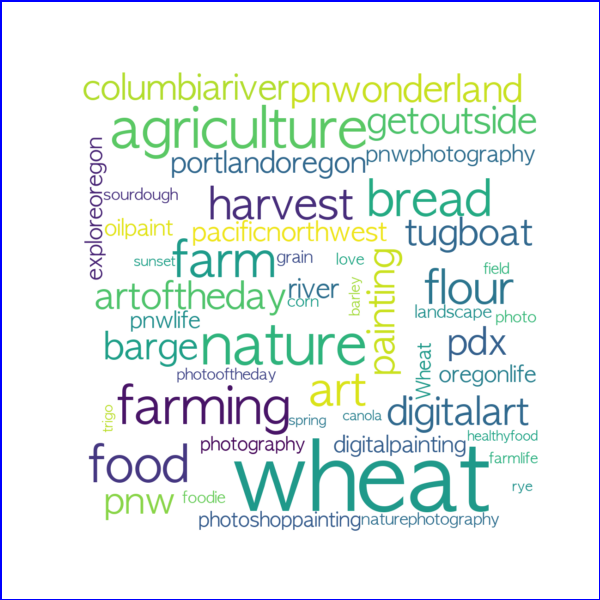 columbiariver pnwonderland
agriculture getoutside
portlandoregon pnwphotography
exploreoregon
sourdough harvest bread
oilpaint pacificnorthwest tugboat
sunset farm grain love painting field
artoftheday river corn barley flour
pnwlife landscape photo
barge nature Wheat pdx
photooftheday art oregonlife
trigo farming spring canola digitalart
photography digitalpainting healthyfood
food wheat farmlife
pnw foodie rye
photoshoppainting naturephotography